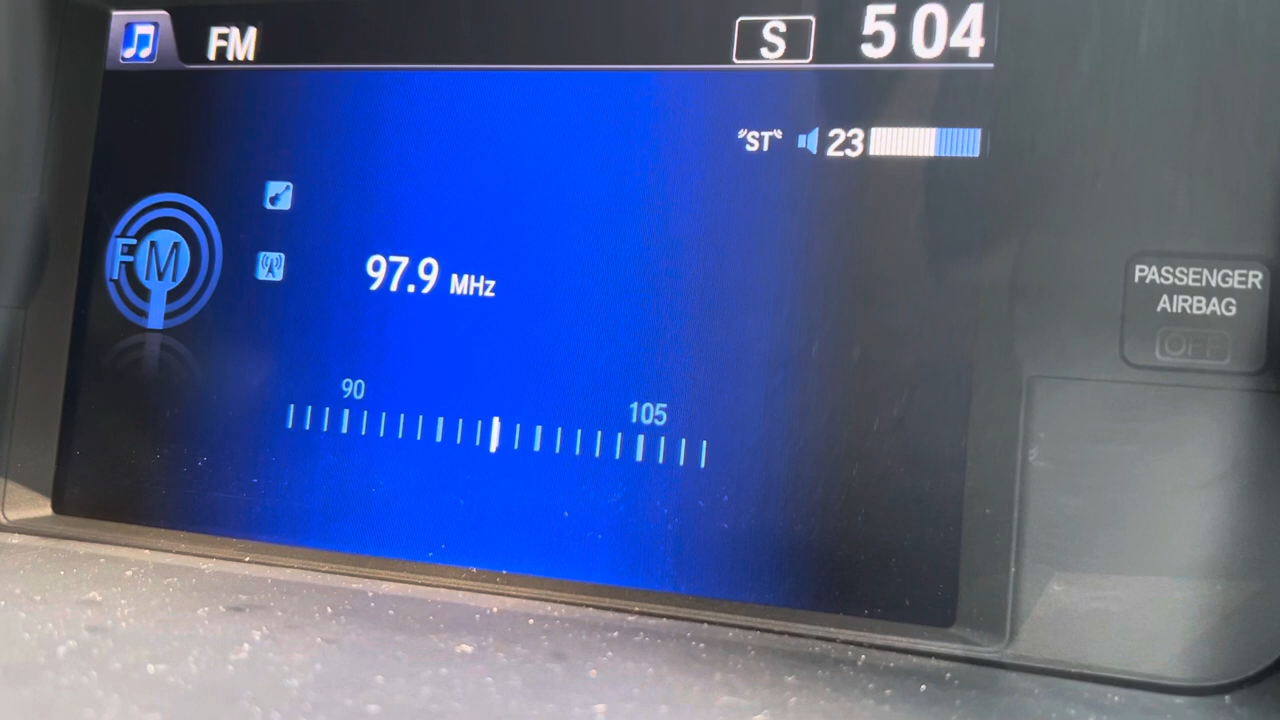 FM
S
5 04
"ST"
23
FM
97.9 MHz
90
105
PASSENGER
AIRBAG
OFF